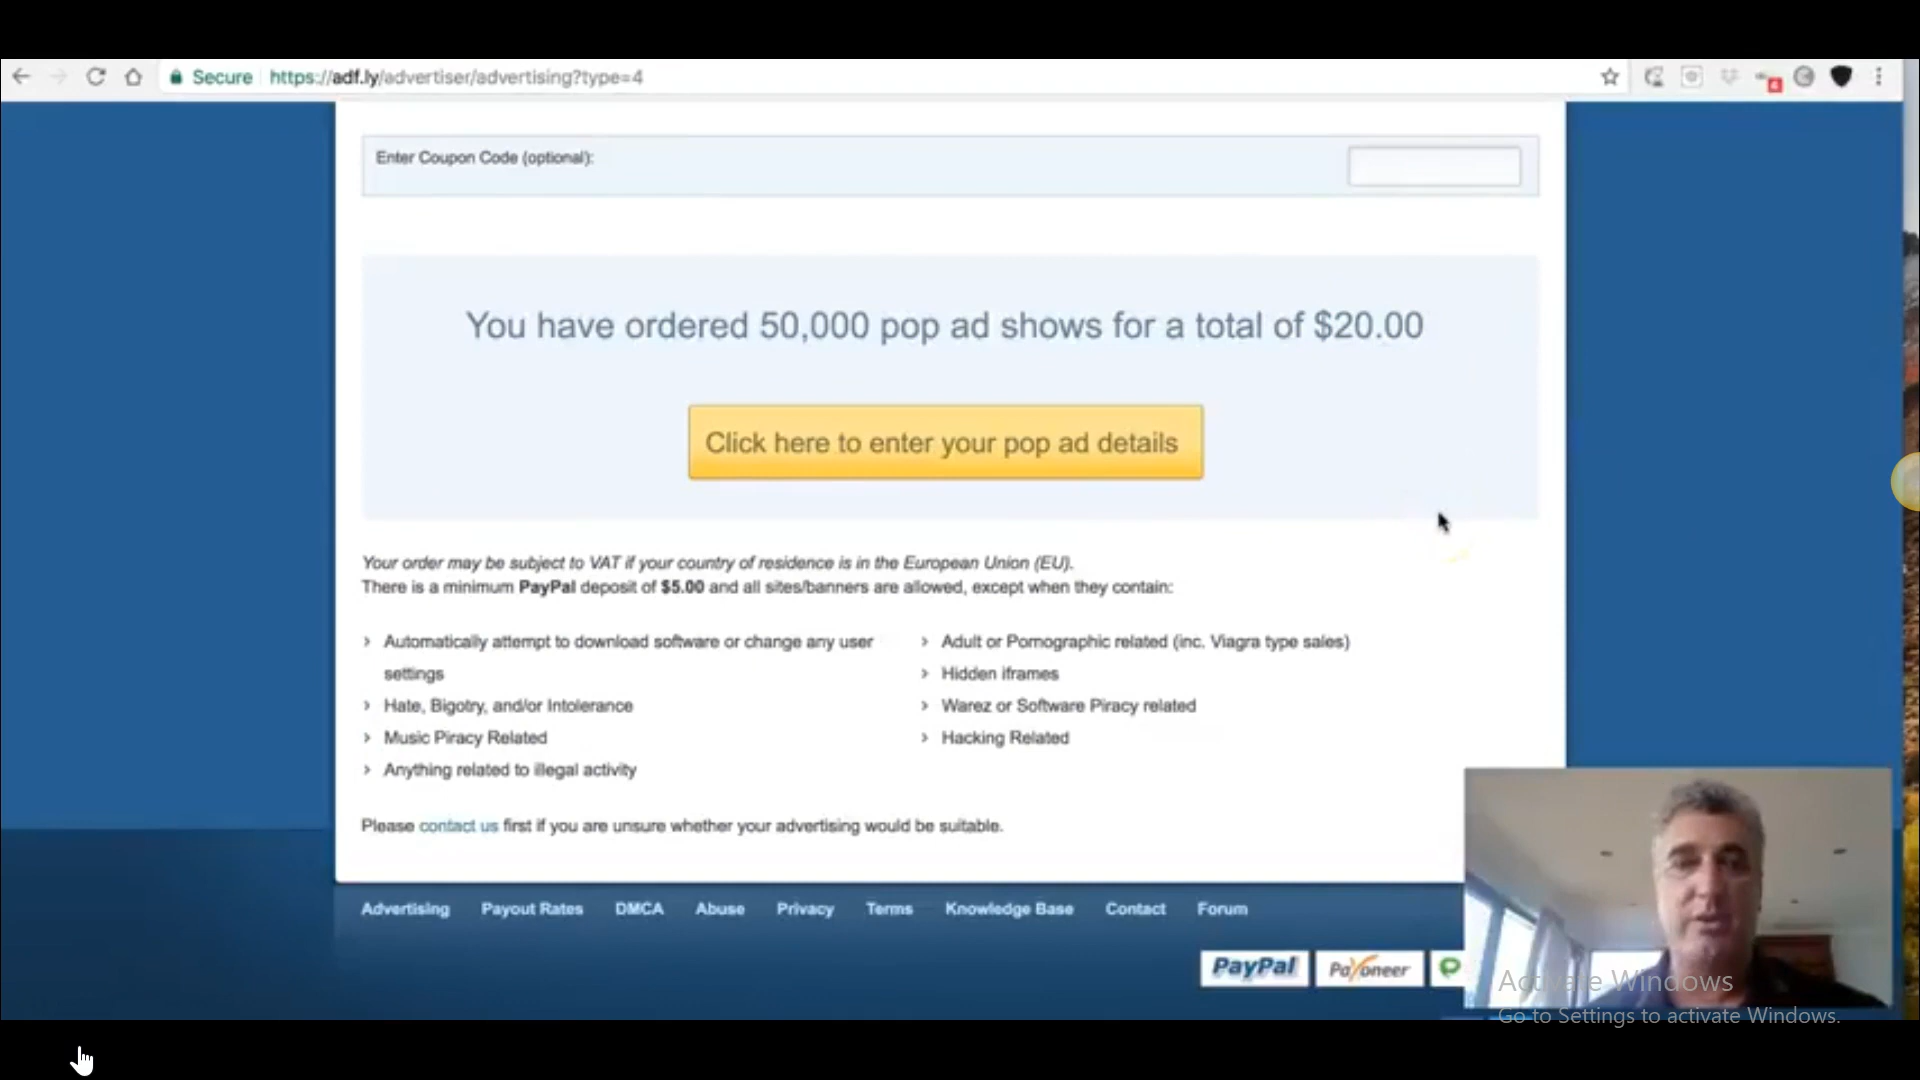 Secure https://adf.ly/advertiser/advertising?type=4
Enter Coupon Code (optional):
You have ordered 50,000 pop ad shows for a total of $20.00
Click here to enter your pop ad details
Your order may be subject to VAT if your country of residence is in the European Union (EU).
There is a minimum PayPal deposit of $5.00 and all sites/banners are allowed, except when they contain:
Automatically attempt to download software or change any user
settings
Hate, Bigotry, and/or Intolerance
Music Piracy Related
Anything related to illegal activity
Adult or Pornographic related (inc. Viagra type sales)
Hidden iframes
Warez or Software Piracy related
Hacking Related
Please contact us first if you are unsure whether your advertising would be suitable.
Advertising Payout Rates DMCA Abuse Privacy Terms Knowledge Base Contact Forum
PayPal Payoneer
Activate Windows
Go to Settings to activate Windows.